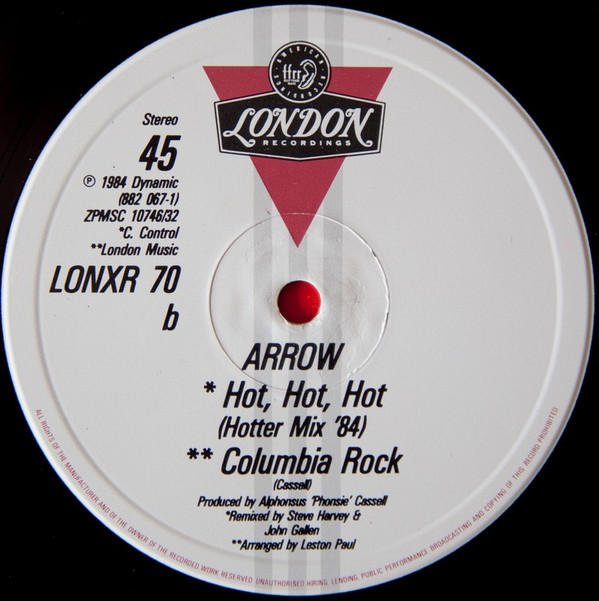 AMERICAN RECORDINGS
ffrr
LONDON
RECORDINGS
Stereo
45
℗ 1984 Dynamic
(882 067-1)
ZPMSC 10746/32
*C. Control
**London Music
LONXR 70
b
ARROW
* Hot, Hot, Hot
(Hotter Mix '84)
** Columbia Rock
(Cassell)
Produced by Alphonsus 'Phonsie' Cassell
*Remixed by Steve Harvey &
John Gallen
**Arranged by Leston Paul
ALL RIGHTS OF THE MANUFACTURER AND OF THE OWNER OF THE RECORDED WORK RESERVED UNAUTHORISED HIRING, LENDING, PUBLIC PERFORMANCE BROADCASTING AND COPYING OF THIS RECORD PROHIBITED